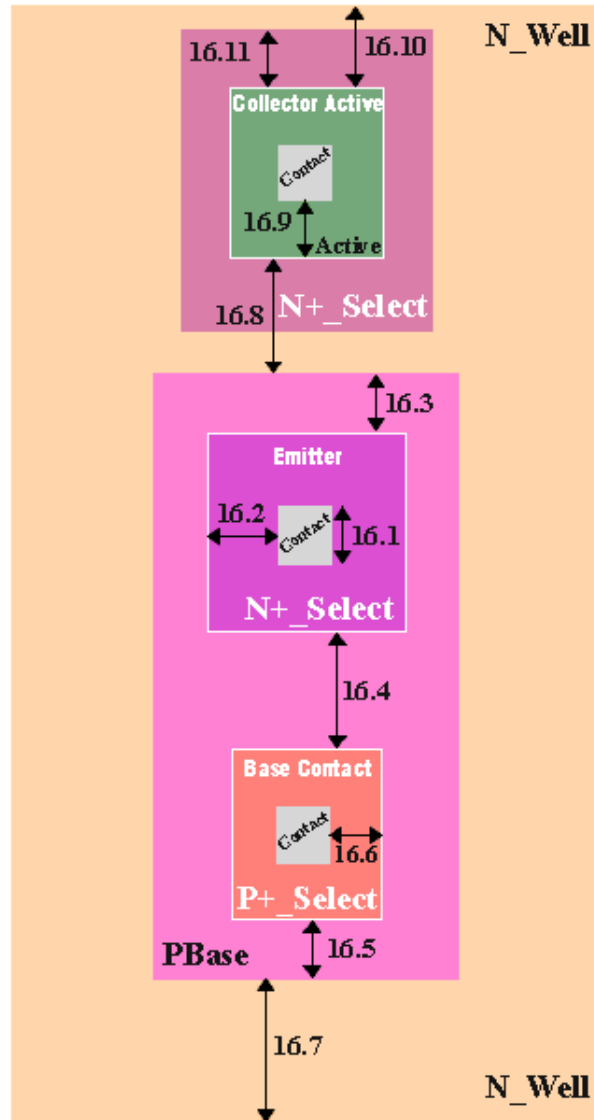 N_Well
16.11
16.10
Collector Active
Contact
16.9
Active
16.8
N+_Select
16.3
Emitter
16.2
Contact
16.1
N+_Select
16.4
Base Contact
Contact
16.6
P+_Select
PBase
16.5
16.7
N_Well